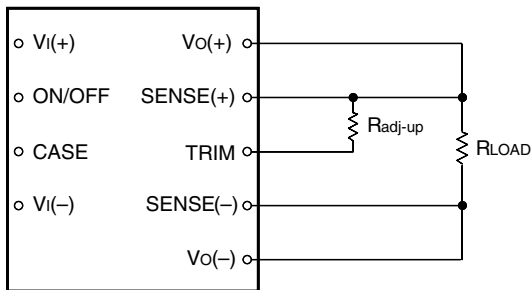 VI(+) VO(+)
ON/OFF SENSE(+)
Radj-up
CASE TRIM RLOAD
VI(–) SENSE(–)
VO(–)